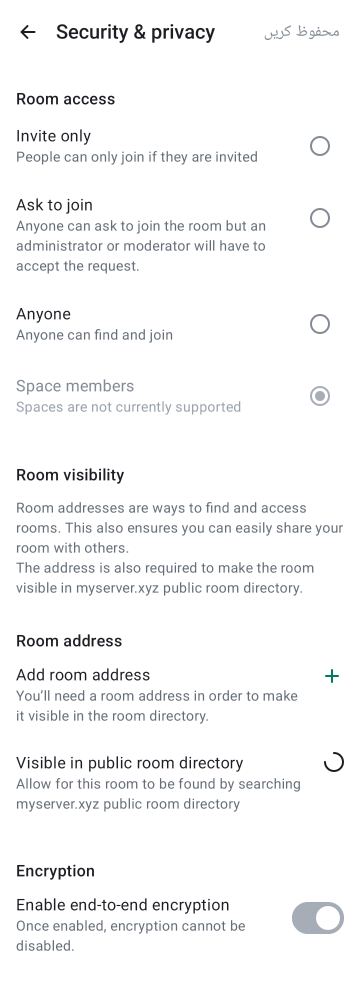 Security & privacy
محفوظ کریں
Room access
Invite only
People can only join if they are invited
Ask to join
Anyone can ask to join the room but an
administrator or moderator will have to
accept the request.
Anyone
Anyone can find and join
Space members
Spaces are not currently supported
Room visibility
Room addresses are ways to find and access
rooms. This also ensures you can easily share your
room with others.
The address is also required to make the room
visible in myserver.xyz public room directory.
Room address
Add room address
You’ll need a room address in order to make
it visible in the room directory.
Visible in public room directory
Allow for this room to be found by searching
myserver.xyz public room directory
Encryption
Enable end-to-end encryption
Once enabled, encryption cannot be
disabled.